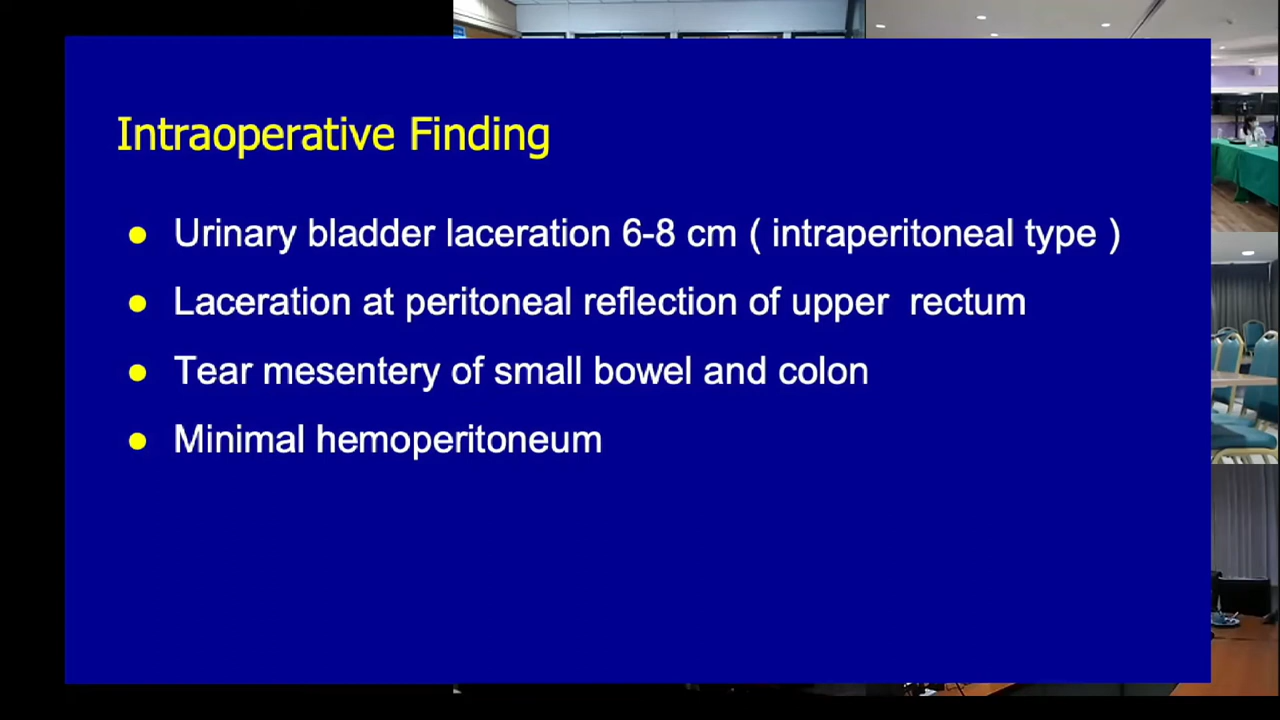 Intraoperative Finding
● Urinary bladder laceration 6-8 cm ( intraperitoneal type )
● Laceration at peritoneal reflection of upper  rectum
● Tear mesentery of small bowel and colon
● Minimal hemoperitoneum